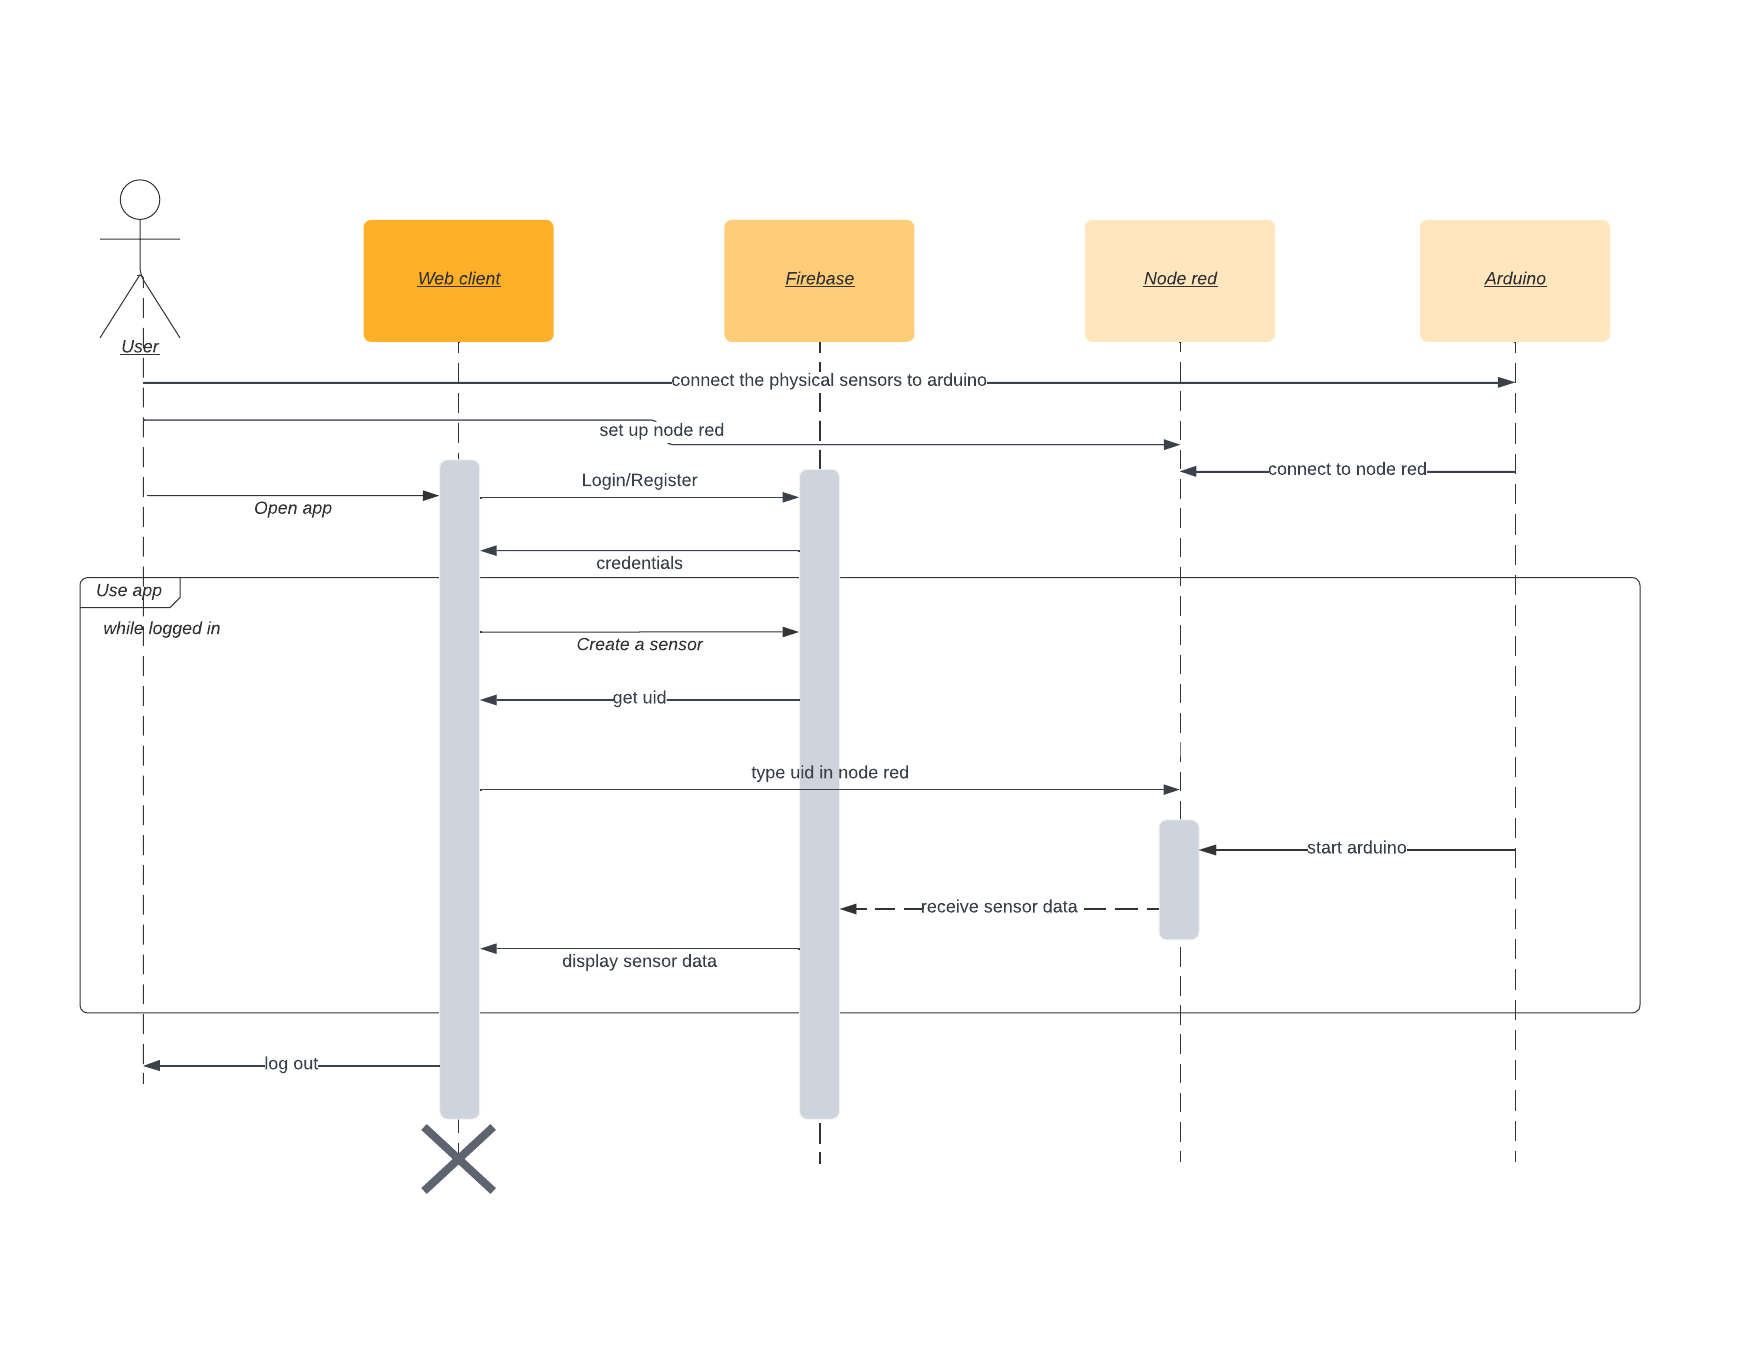 Web client
Firebase
Node red
Arduino
User
connect the physical sensors to arduino
set up node red
connect to node red
Login/Register
Open app
credentials
Use app
while logged in
Create a sensor
get uid
type uid in node red
start arduino
receive sensor data
display sensor data
log out